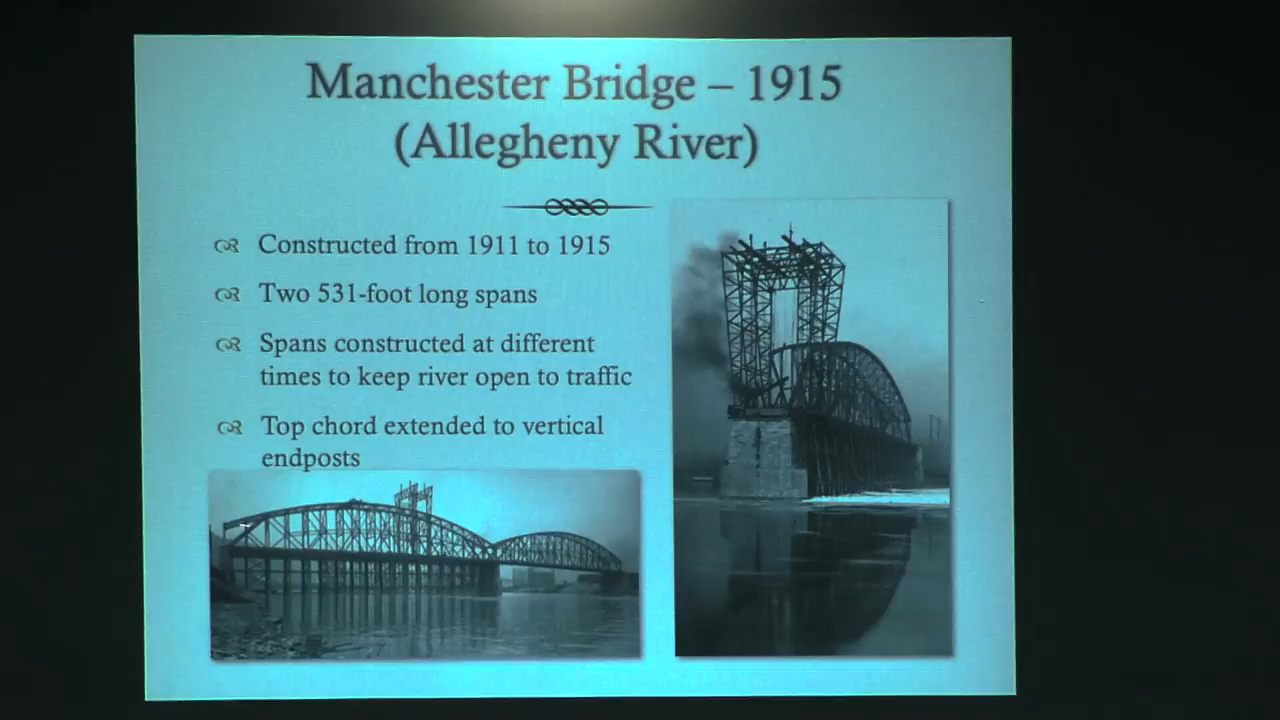 Manchester Bridge – 1915
(Allegheny River)
Constructed from 1911 to 1915
Two 531-foot long spans
Spans constructed at different
times to keep river open to traffic
Top chord extended to vertical
endposts